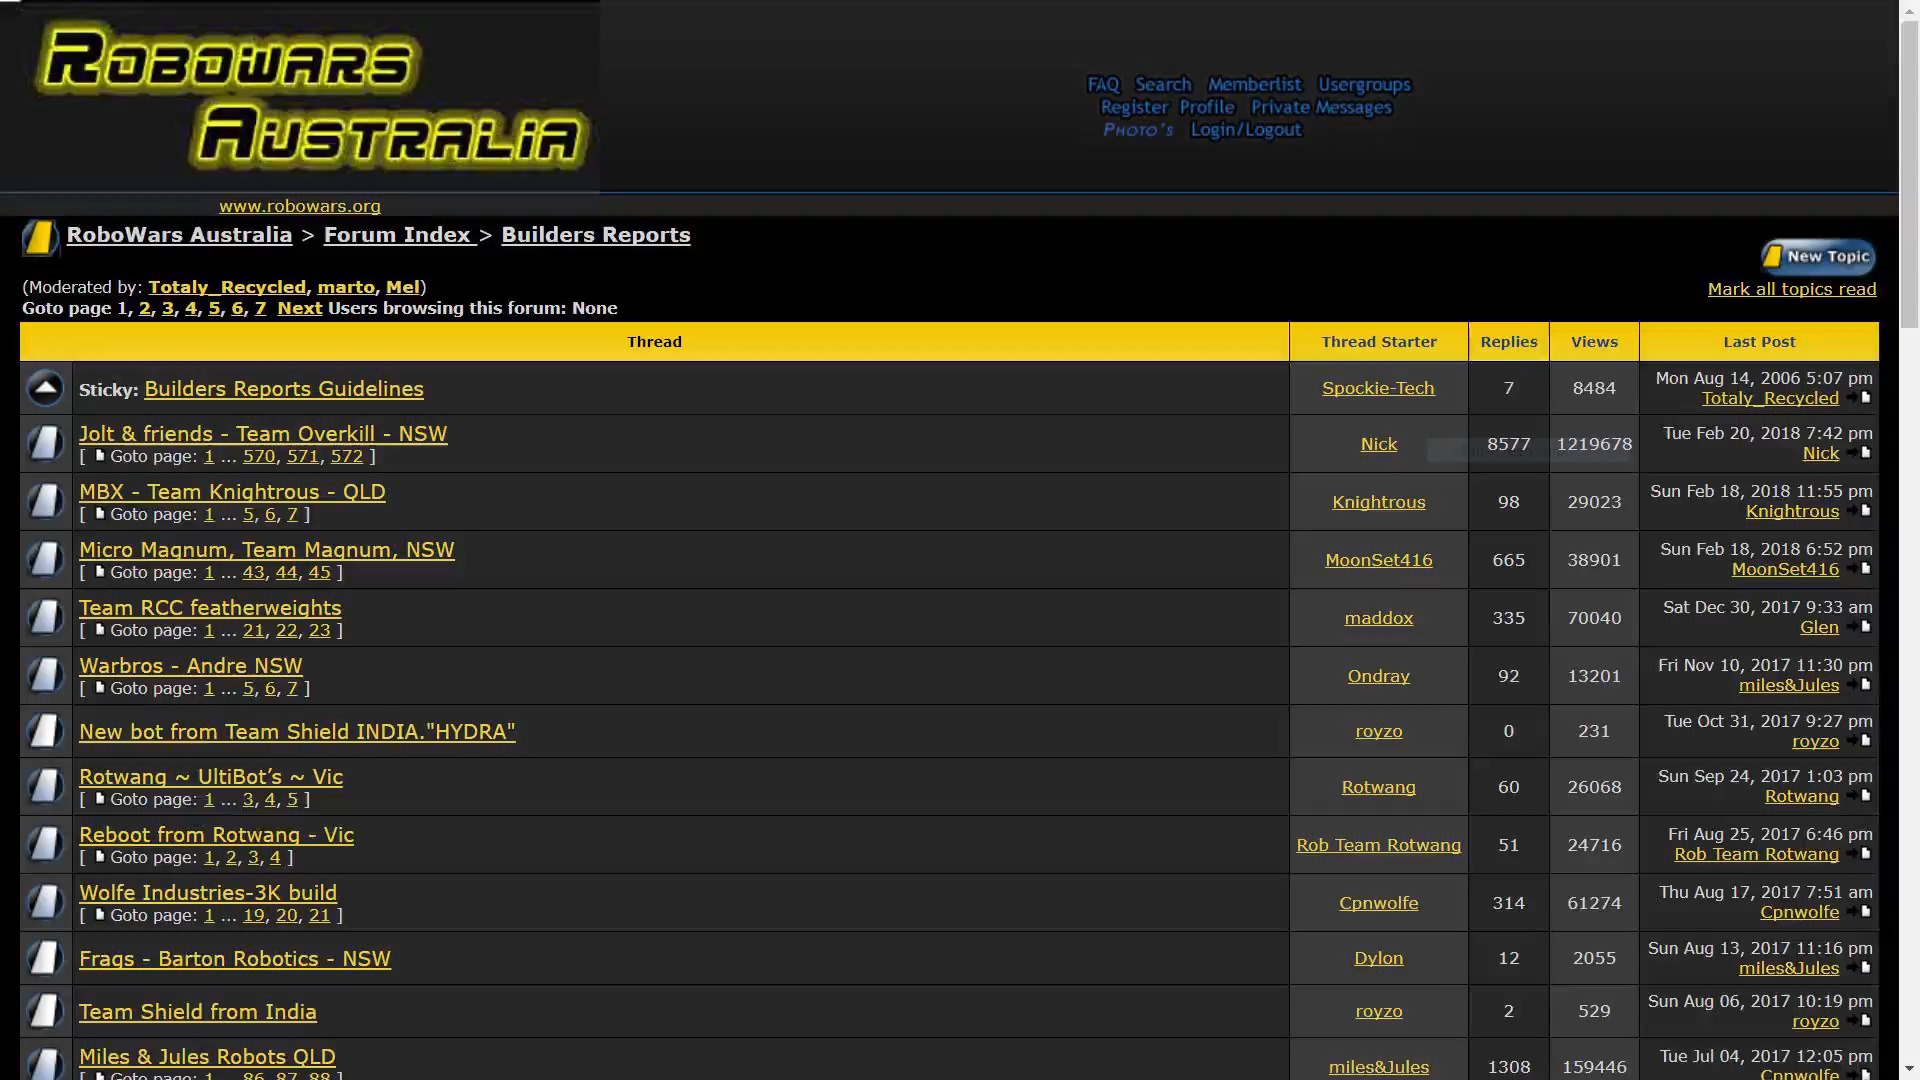 ROBOWARS
AUSTRALIA
FAQ Search Memberlist Usergroups
Register Profile Private Messages
PHOTO'S Login/Logout
www.robowars.org
RoboWars Australia > Forum Index > Builders Reports
New Topic
(Moderated by: Totaly_Recycled, marto, Mel)
Mark all topics read
Goto page 1, 2, 3, 4, 5, 6, 7 Next Users browsing this forum: None
Thread Thread Starter Replies Views Last Post
Sticky: Builders Reports Guidelines Spockie-Tech 7 8484 Mon Aug 14, 2006 5:07 pm
Totaly_Recycled
Jolt & friends - Team Overkill - NSW Nick 8577 1219678 Tue Feb 20, 2018 7:42 pm
[ Goto page: 1 ... 570, 571, 572 ] Nick
MBX - Team Knightrous - QLD Knightrous 98 29023 Sun Feb 18, 2018 11:55 pm
[ Goto page: 1 ... 5, 6, 7 ] Knightrous
Micro Magnum, Team Magnum, NSW MoonSet416 665 38901 Sun Feb 18, 2018 6:52 pm
[ Goto page: 1 ... 43, 44, 45 ] MoonSet416
Team RCC featherweights maddox 335 70040 Sat Dec 30, 2017 9:33 am
[ Goto page: 1 ... 21, 22, 23 ] Glen
Warbros - Andre NSW Ondray 92 13201 Fri Nov 10, 2017 11:30 pm
[ Goto page: 1 ... 5, 6, 7 ] miles&Jules
New bot from Team Shield INDIA."HYDRA" royzo 0 231 Tue Oct 31, 2017 9:27 pm
royzo
Rotwang ~ UltiBot’s ~ Vic Rotwang 60 26068 Sun Sep 24, 2017 1:03 pm
[ Goto page: 1 ... 3, 4, 5 ] Rotwang
Reboot from Rotwang - Vic Rob Team Rotwang 51 24716 Fri Aug 25, 2017 6:46 pm
[ Goto page: 1, 2, 3, 4 ] Rob Team Rotwang
Wolfe Industries-3K build Cpnwolfe 314 61274 Thu Aug 17, 2017 7:51 am
[ Goto page: 1 ... 19, 20, 21 ] Cpnwolfe
Frags - Barton Robotics - NSW Dylon 12 2055 Sun Aug 13, 2017 11:16 pm
miles&Jules
Team Shield from India royzo 2 529 Sun Aug 06, 2017 10:19 pm
royzo
Miles & Jules Robots QLD miles&Jules 1308 159446 Tue Jul 04, 2017 12:05 pm
[ Goto page: 1 ... 86, 87, 88 ] Cpnwolfe